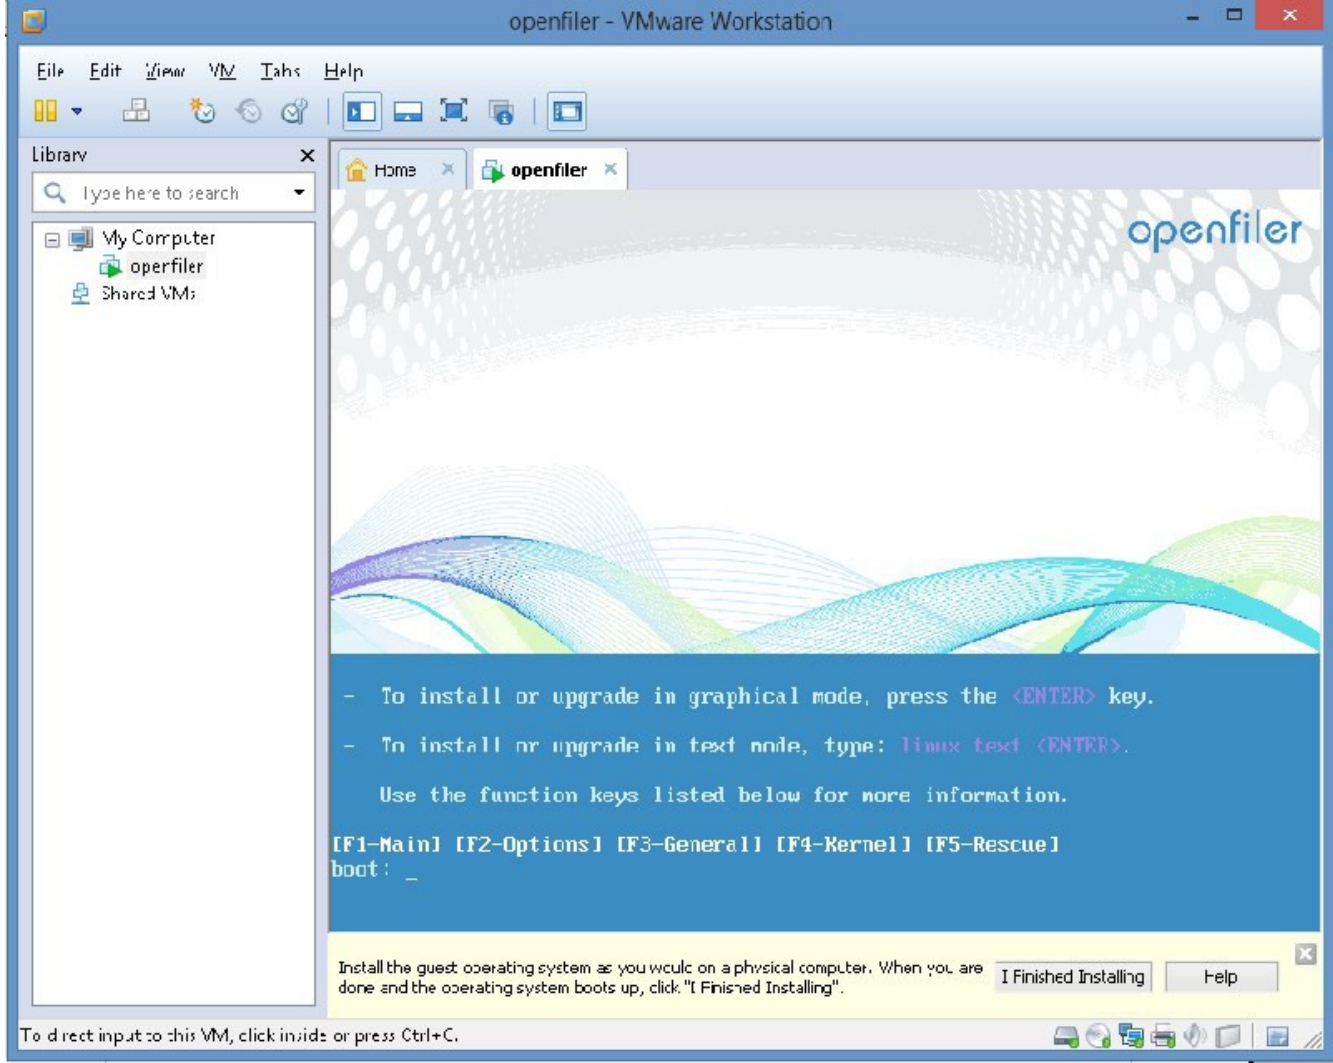 openfiler - VMware Workstation
File Edit View VM Tabs Help
Library
Type here to search
Home
openfiler
My Computer
openfiler
Shared VMs
openfiler
- To install or upgrade in graphical mode, press the <ENTER> key.
- To install or upgrade in text mode, type: linux text <ENTER>.
Use the function keys listed below for more information.
[F1-Main] [F2-Options] [F3-General] [F4-Kernel] [F5-Rescue]
boot: _
Install the guest operating system as you would on a physical computer. When you are
done and the operating system boots up, click "I Finished Installing".
I Finished Installing
Help
To direct input to this VM, click inside or press Ctrl+G.